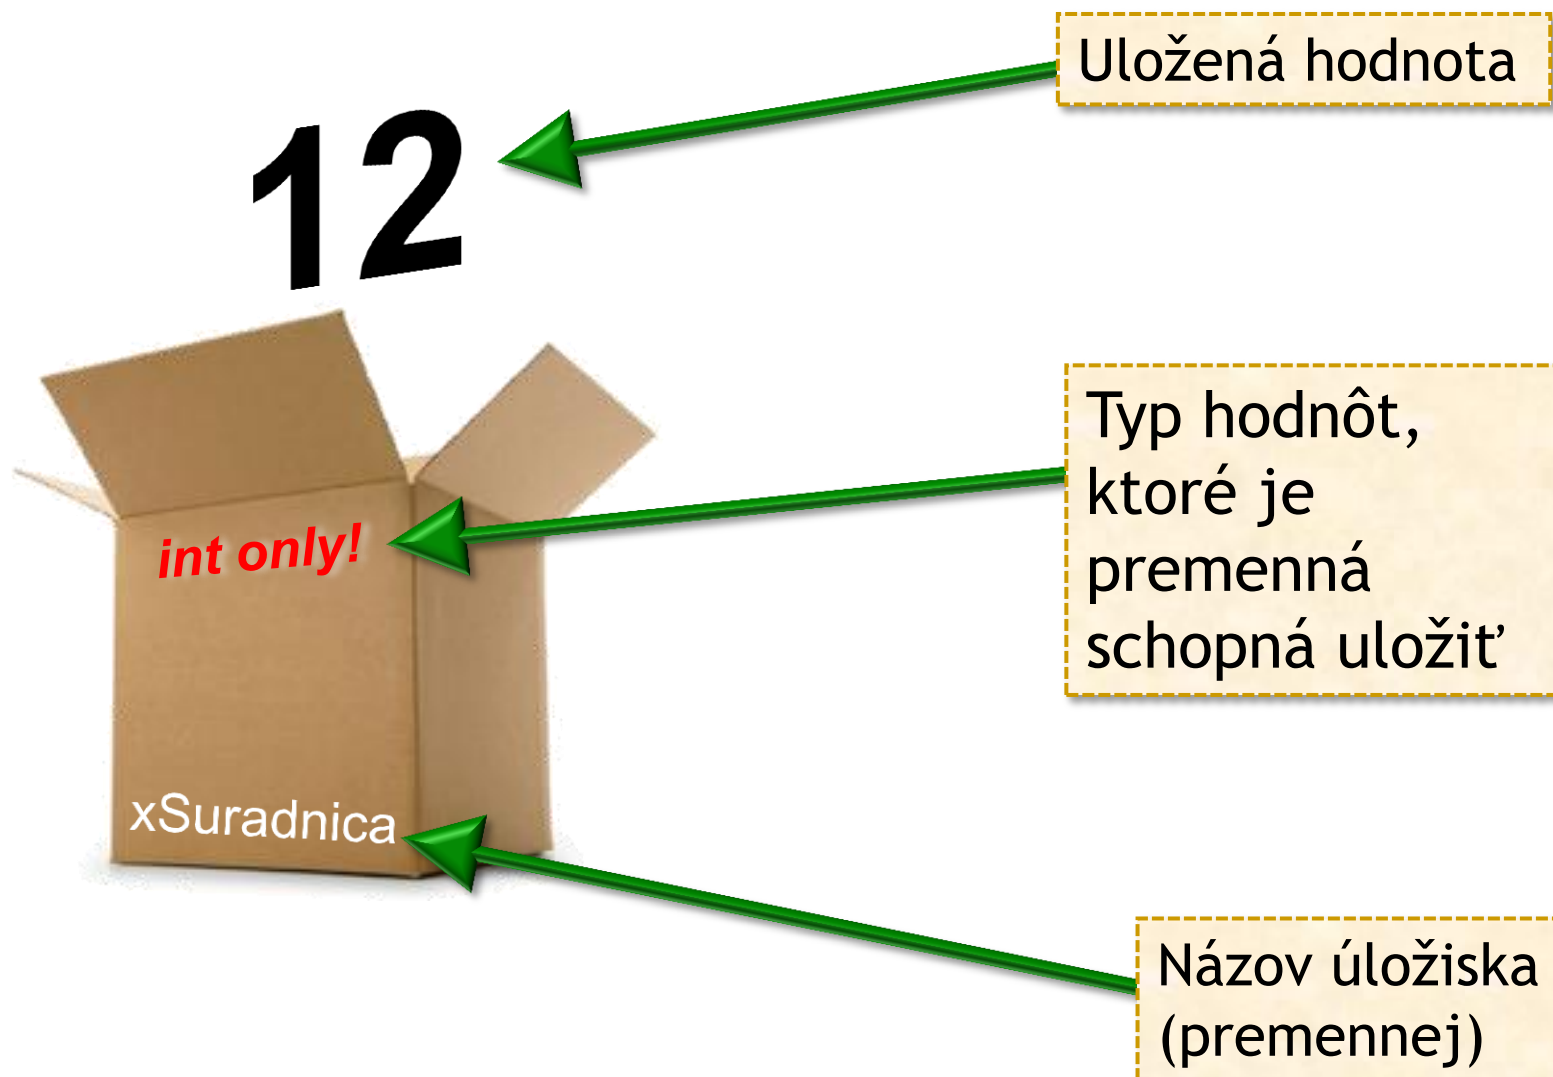 Uložená hodnota
12
Typ hodnôt,
ktoré je
premenná
schopná uložiť
int only!
xSuradnica
Názov úložiska
(premennej)